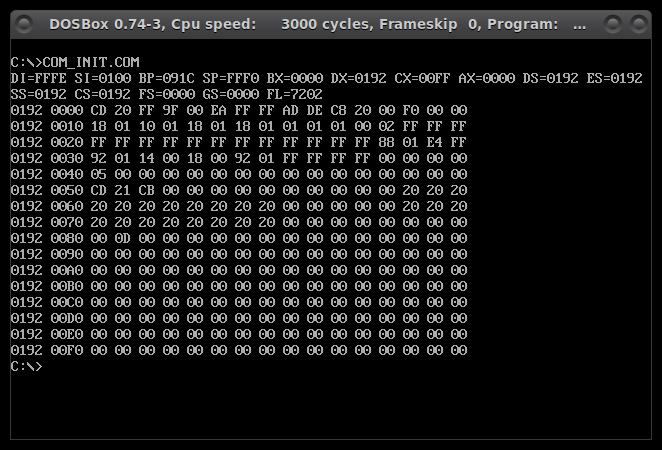 DOSBox 0.74-3, Cpu speed:     3000 cycles, Frameskip  0, Program:   ...
C:\>COM_INIT.COM
DI=FFFE SI=0100 BP=091C SP=FFF0 BX=0000 DX=0192 CX=00FF AX=0000 DS=0192 ES=0192
SS=0192 CS=0192 FS=0000 GS=0000 FL=7202
0192 0000 CD 20 FF 9F 00 EA FF FF AD DE C8 20 00 F0 00 00
0192 0010 18 01 10 01 18 01 18 01 01 01 01 00 02 FF FF FF
0192 0020 FF FF FF FF FF FF FF FF FF FF FF FF 88 01 E4 FF
0192 0030 92 01 14 00 18 00 92 01 FF FF FF FF 00 00 00 00
0192 0040 05 00 00 00 00 00 00 00 00 00 00 00 00 00 00 00
0192 0050 CD 21 CB 00 00 00 00 00 00 00 00 00 00 20 20 20
0192 0060 20 20 20 20 20 20 20 20 00 00 00 00 00 20 20 20
0192 0070 20 20 20 20 20 20 20 20 00 00 00 00 00 00 00 00
0192 0080 00 0D 00 00 00 00 00 00 00 00 00 00 00 00 00 00
0192 0090 00 00 00 00 00 00 00 00 00 00 00 00 00 00 00 00
0192 00A0 00 00 00 00 00 00 00 00 00 00 00 00 00 00 00 00
0192 00B0 00 00 00 00 00 00 00 00 00 00 00 00 00 00 00 00
0192 00C0 00 00 00 00 00 00 00 00 00 00 00 00 00 00 00 00
0192 00D0 00 00 00 00 00 00 00 00 00 00 00 00 00 00 00 00
0192 00E0 00 00 00 00 00 00 00 00 00 00 00 00 00 00 00 00
0192 00F0 00 00 00 00 00 00 00 00 00 00 00 00 00 00 00 00
C:\>